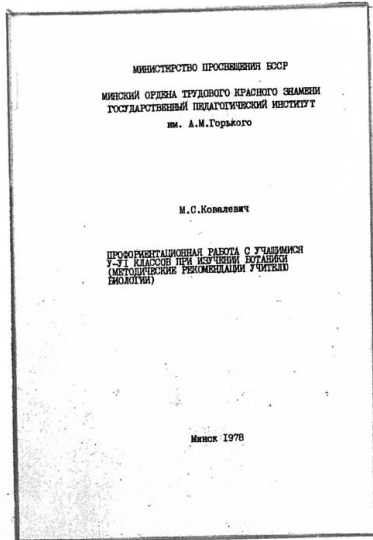 МИНИСТЕРСТВО ПРОСВЕЩЕНИЯ БССР
МИНСКИЙ ОРДЕНА ТРУДОВОГО КРАСНОГО ЗНАМЕНИ
ГОСУДАРСТВЕННЫЙ ПЕДАГОГИЧЕСКИЙ ИНСТИТУТ
им. А.М.Горького
М.С.Ковалевич
ПРОФОРИЕНТАЦИОННАЯ РАБОТА С УЧАЩИМИСЯ
У-УІ КЛАССОВ ПРИ ИЗУЧЕНИИ БОТАНИКИ
(МЕТОДИЧЕСКИЕ РЕКОМЕНДАЦИИ УЧИТЕЛЮ
БИОЛОГИИ)
Минск 1978